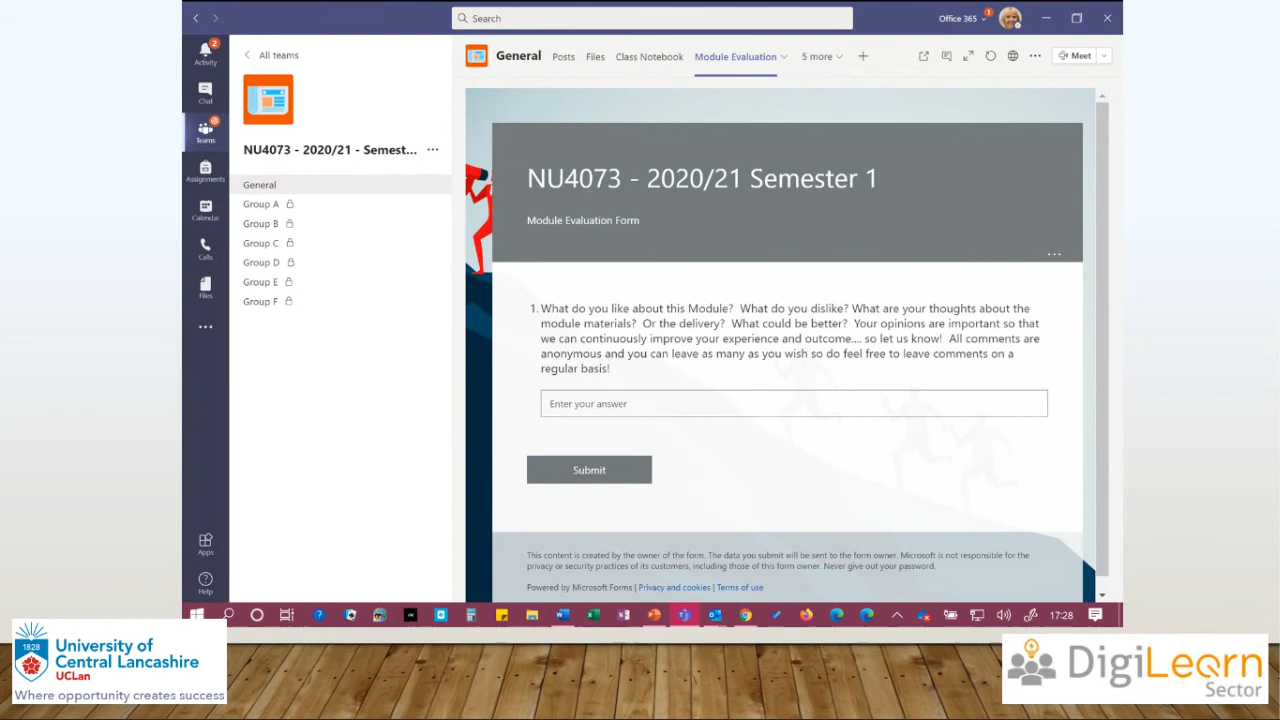 Search
Office 365
1
2
Activity
Chat
Teams
Assignments
Calendar
Calls
Files
Apps
Help
All teams
NU4073 - 2020/21 - Semest...
General
Group A
Group B
Group C
Group D
Group E
Group F
General Posts Files Class Notebook Module Evaluation 5 more
Meet
NU4073 - 2020/21 Semester 1
Module Evaluation Form
1. What do you like about this Module? What do you dislike? What are your thoughts about the
module materials? Or the delivery? What could be better? Your opinions are important so that
we can continuously improve your experience and outcome.... so let us know! All comments are
anonymous and you can leave as many as you wish so do feel free to leave comments on a
regular basis!
Enter your answer
Submit
This content is created by the owner of the form. The data you submit will be sent to the form owner. Microsoft is not responsible for the
privacy or security practices of its customers, including those of this form owner. Never give out your password.
Powered by Microsoft Forms | Privacy and cookies | Terms of use
17:28
1828
University of
Central Lancashire
UCLan
Where opportunity creates success
DigiLearn
Sector